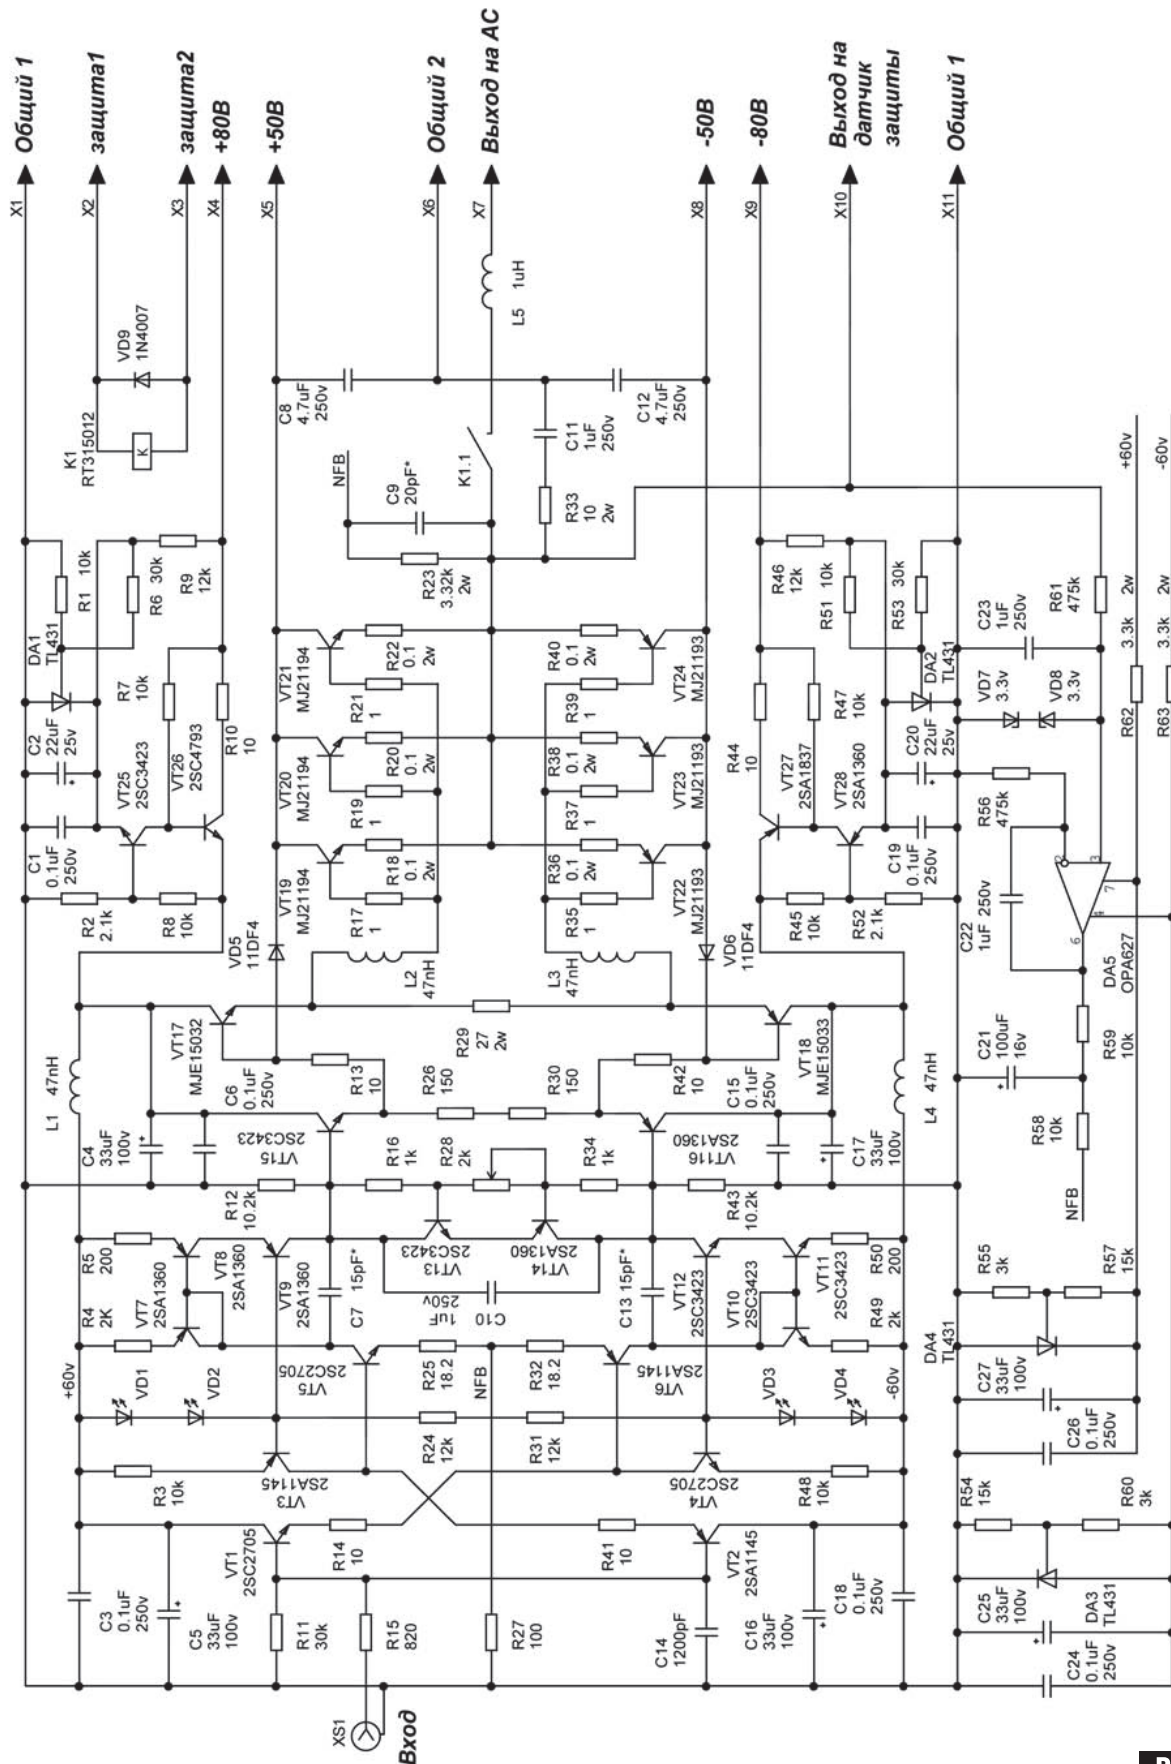 Общий 1
защита1
защита2
+80В
+50В
Общий 2
Выход на АС
-50В
-80В
Выход на
датчик
защиты
Общий 1
X1
X2
X3
X4
X5
X6
X7
X8
X9
X10
X11
K1
RT315012
K
VD9
1N4007
L5 1uH
C8
4.7uF
250v
C11
1uF
250v
C12
4.7uF
250v
NFB
C9
20pF*
K1.1
R33
10
2w
R23
3.32k
2w
DA1
TL431
R1 10k
R6 30k
R9
12k
C2
22uF
25v
R7
10k
C1
0.1uF
250v
VT25
2SC3423
VT26
2SC4793
R10
10
R2
2.1k
R8
10k
VT21
MJ21194
R22
0.1
2w
R21
1
VT20
MJ21194
R20
0.1
2w
R19
1
VT19
MJ21194
R18
0.1
2w
R17
1
R40
0.1
2w
R39
1
VT24
MJ21193
R38
0.1
2w
R37
1
VT23
MJ21193
R36
0.1
2w
R35
1
VT22
MJ21193
R46
12k
R51 10k
R53 30k
R44
10
R47
10k
DA2
TL431
VT27
2SA1837
VT28
2SA1360
C20
22uF
25v
C19
0.1uF
250v
R45
10k
R52
2.1k
C23
1uF
250v
R61
475k
VD7
3.3v
VD8
3.3v
R56
475k
R62
3.3k 2w
R63
3.3k 2w
+60v
-60v
C22
1uF 250v
2
3
6
7
4
DA5
OPA627
R59
10k
C21
100uF
16v
R58
10k
NFB
VD5
11DF4
VD6
11DF4
L2
47nH
L3
47nH
L1 47nH
L4 47nH
VT17
MJE15032
R29
27
2w
VT18
MJE15033
C6
0.1uF
250v
R13
10
R26
150
R30
150
R42
10
C15
0.1uF
250v
C4
33uF
100v
2SC3423
VT15
R16
1k
R28
2k
R34
1k
2SA1360
VT116
C17
33uF
100v
R12
10.2k
R43
10.2k
R5
200
VT8
2SA1360
VT7
2SA1360
R4
2K
VT9
2SA1360
C7
15pF*
2SC3423
VT13
2SA1360
VT14
C10
1uF
250v
C13 15pF*
VT12
2SC3423
VT10
2SC3423
VT11
2SC3423
R50
200
R49
2k
R55
3k
R57
15k
DA4
TL431
+60v
VD1
VD2
2SC2705
VT5
R25
18.2
NFB
R32
18.2
2SA1145
VT6
VD3
VD4
-60v
R24
12k
R31
12k
C27
33uF
100v
C26
0.1uF
250v
R3
10k
2SA1145
VT3
2SC2705
VT4
R48
10k
R54
15k
R60
3k
VT1
2SC2705
R14
10
R41
10
VT2
2SA1145
C3
0.1uF
250v
C5
33uF
100v
R11
30k
R15
820
R27
100
C14
1200pF
C16
33uF
100v
C18
0.1uF
250v
C25
33uF
100v
DA3
TL431
C24
0.1uF
250v
XS1
Вход